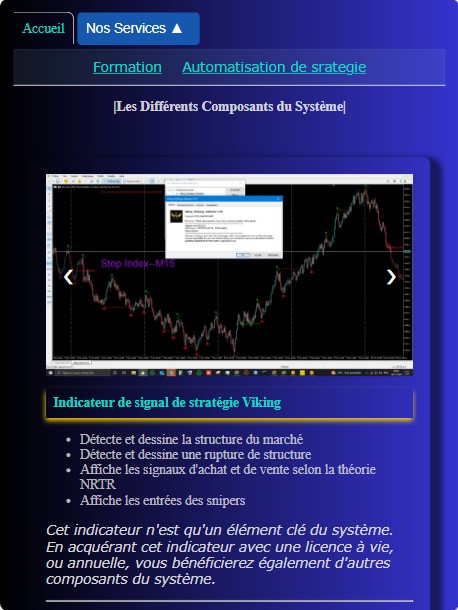 Accueil
Nos Services ▲
Formation Automatisation de srategie
|Les Différents Composants du Système|
Step Index--M15
Indicateur de signal de stratégie Viking
Détecte et dessine la structure du marché
Détecte et dessine une rupture de structure
Affiche les signaux d'achat et de vente selon la théorie
NRTR
Affiche les entrées des snipers
Cet indicateur n'est qu'un élément clé du système.
En acquérant cet indicateur avec une licence à vie,
ou annuelle, vous bénéficierez également d'autres
composants du système.